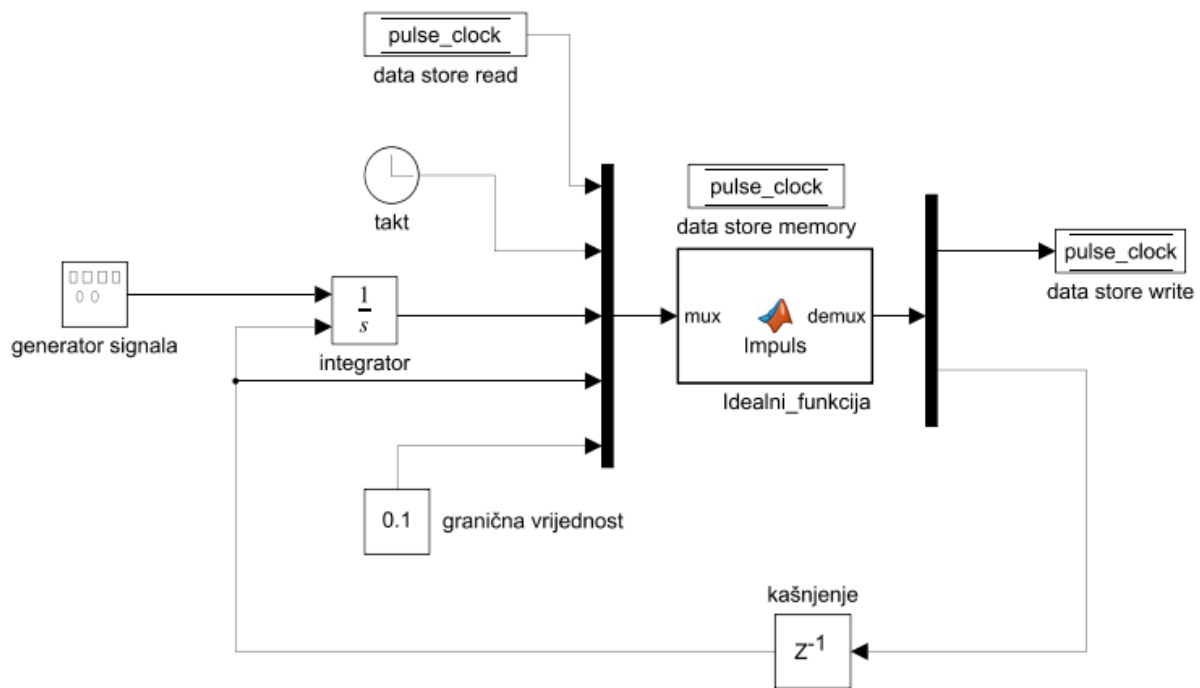 pulse_clock
data store read
takt
pulse_clock
data store memory
pulse_clock
data store write
generator signala
1
s
integrator
mux
demux
Impuls
Idealni_funkcija
0.1
granična vrijednost
kašnjenje
Z-1